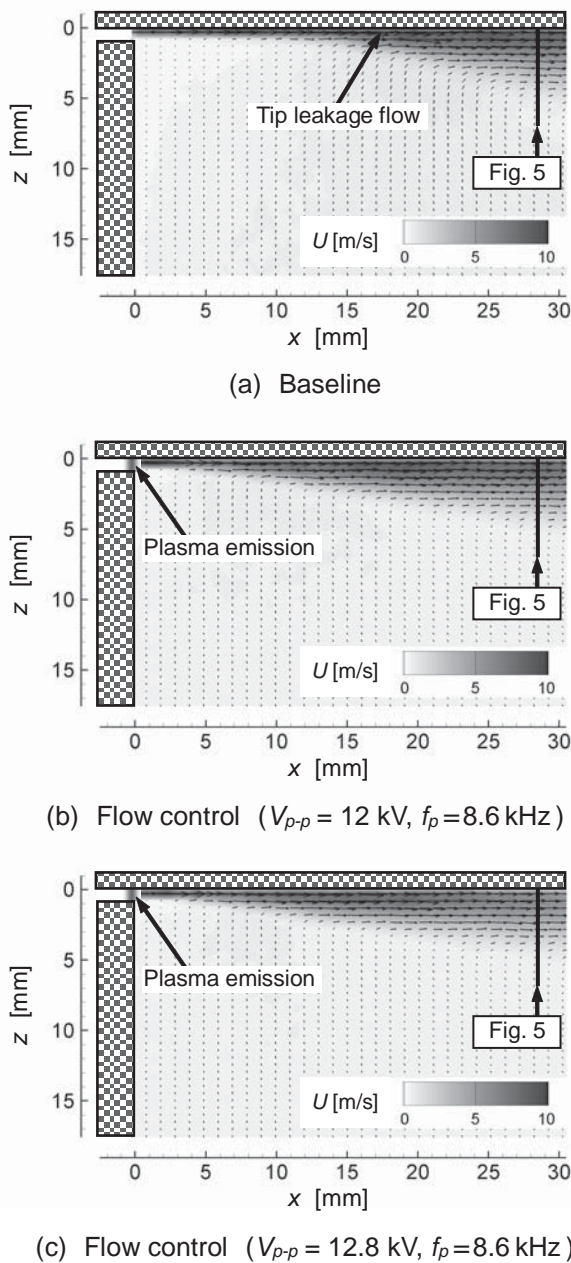 0
5
10
15
z [mm]
Tip leakage flow
Fig. 5
U [m/s]
0 5 10
0 5 10 15 20 25 30
x [mm]
(a) Baseline
0
5
10
15
z [mm]
Plasma emission
Fig. 5
U [m/s]
0 5 10
0 5 10 15 20 25 30
x [mm]
(b) Flow control (Vp-p = 12 kV, fp=8.6 kHz)
0
5
10
15
z [mm]
Plasma emission
Fig. 5
U [m/s]
0 5 10
0 5 10 15 20 25 30
x [mm]
(c) Flow control (Vp-p = 12.8 kV, fp=8.6 kHz)